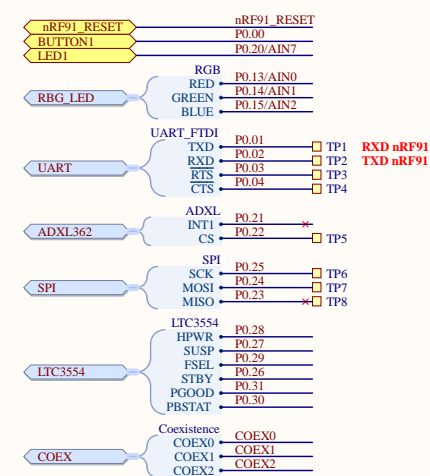 nRF91_RESET nRF91_RESET
BUTTON1 P0.00
LED1 P0.20/AIN7
RGB
RED P0.13/AIN0
RBG_LED GREEN P0.14/AIN1
BLUE P0.15/AIN2
UART_FTDI
TXD P0.01 TP1 RXD nRF91
RXD P0.02 TP2 TXD nRF91
UART RTS P0.03 TP3
CTS P0.04 TP4
ADXL
INT1 P0.21
ADXL362 CS P0.22 TP5
SPI
SCK P0.25 TP6
SPI MOSI P0.24 TP7
MISO P0.23 TP8
LTC3554
HPWR P0.28
SUSP P0.27
LTC3554 FSEL P0.29
STBY P0.26
PGOOD P0.31
PBSTAT P0.30
Coexistence
COEX0 COEX0
COEX COEX1 COEX1
COEX2 COEX2